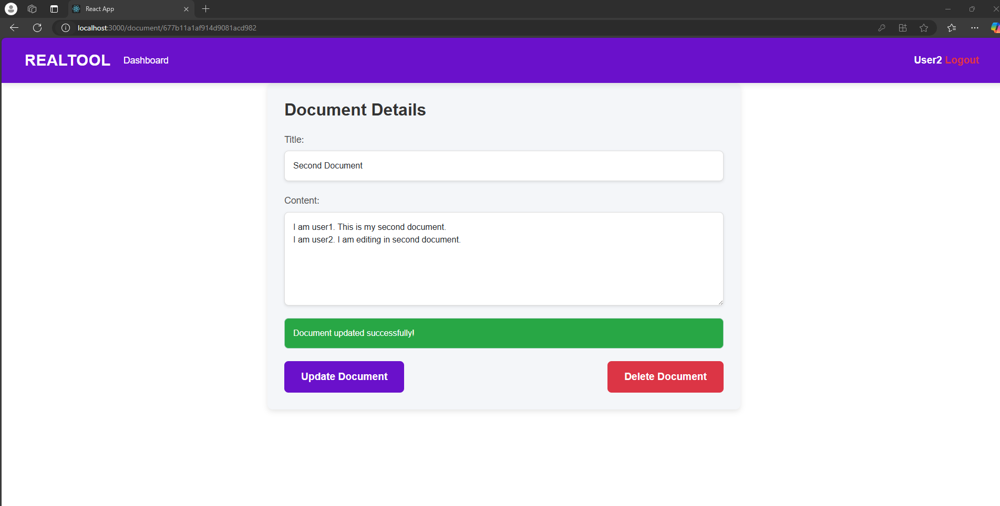 React App
localhost:3000/document/677b11a1af914d9081acd982
REALTOOL Dashboard User2 Logout
Document Details
Title:
Second Document
Content:
I am user1. This is my second document.
I am user2. I am editing in second document.
Document updated successfully!
Update Document Delete Document